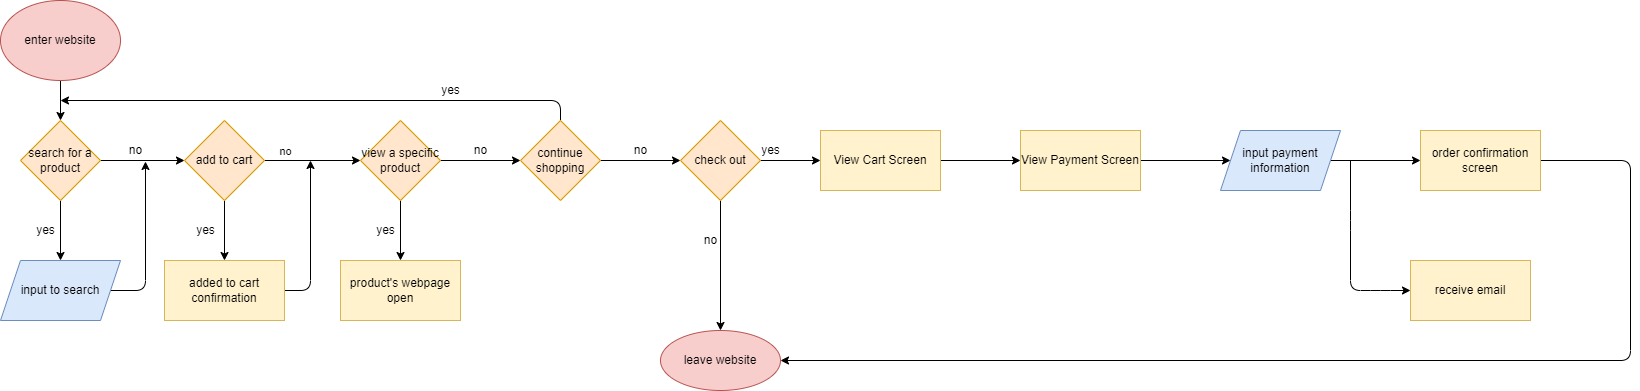 enter website
yes
search for a
product
no
add to cart
no
view a specific
product
no
continue
shopping
no
check out
yes
View Cart Screen
View Payment Screen
input payment
information
order confirmation
screen
yes
yes
yes
no
input to search
added to cart
confirmation
product's webpage
open
receive email
leave website